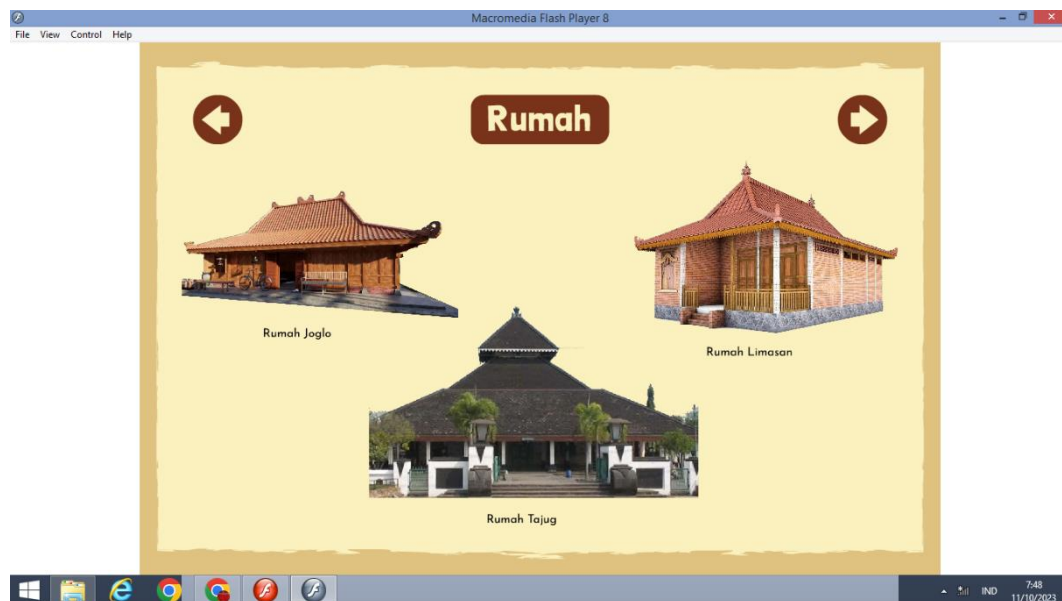 Macromedia Flash Player 8
File View Control Help
Rumah
Rumah Joglo
Rumah Limasan
Rumah Tajug
IND
7:48
11/10/2023